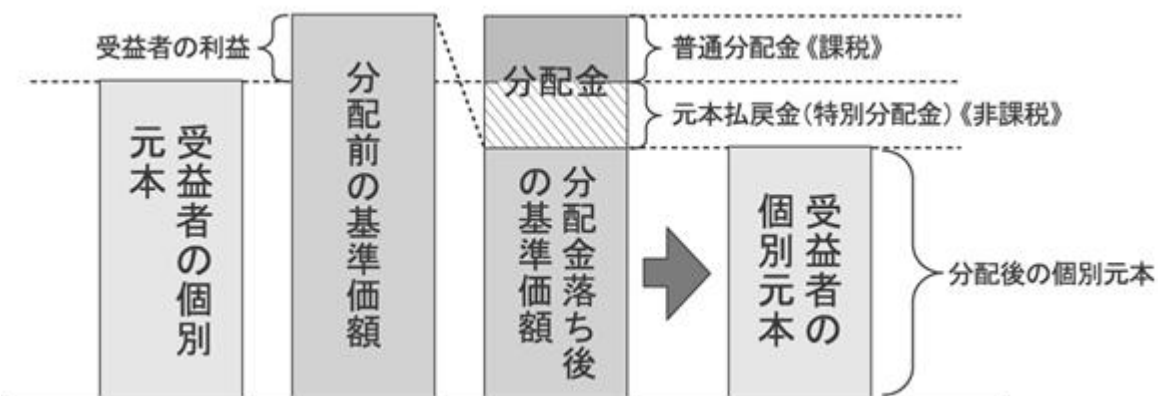 受益者の利益
受益者の個別
元本
分配前の基準価額
分配金
分配金落ち後
の基準価額
普通分配金《課税》
元本払戻金(特別分配金)《非課税》
受益者の
個別元本
分配後の個別元本